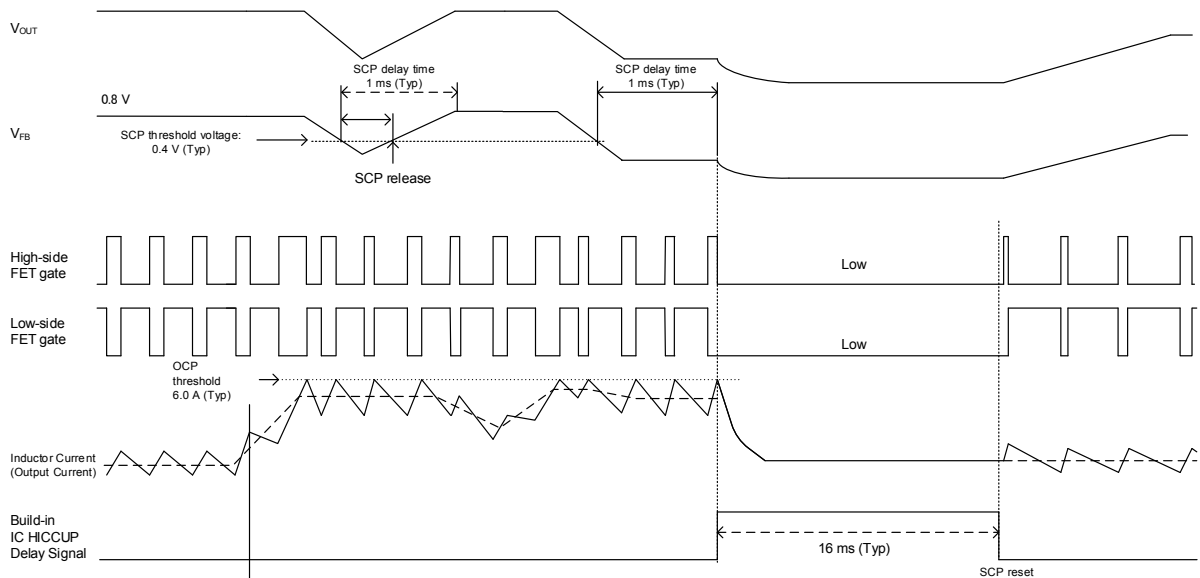 VOUT
SCP delay time
1 ms (Typ)
SCP delay time
1 ms (Typ)
0.8 V
VFB
SCP threshold voltage:
0.4 V (Typ)
SCP release
High-side
FET gate
Low
Low-side
FET gate
Low
OCP
threshold
6.0 A (Typ)
Inductor Current
(Output Current)
Build-in
IC HICCUP
Delay Signal
16 ms (Typ)
SCP reset